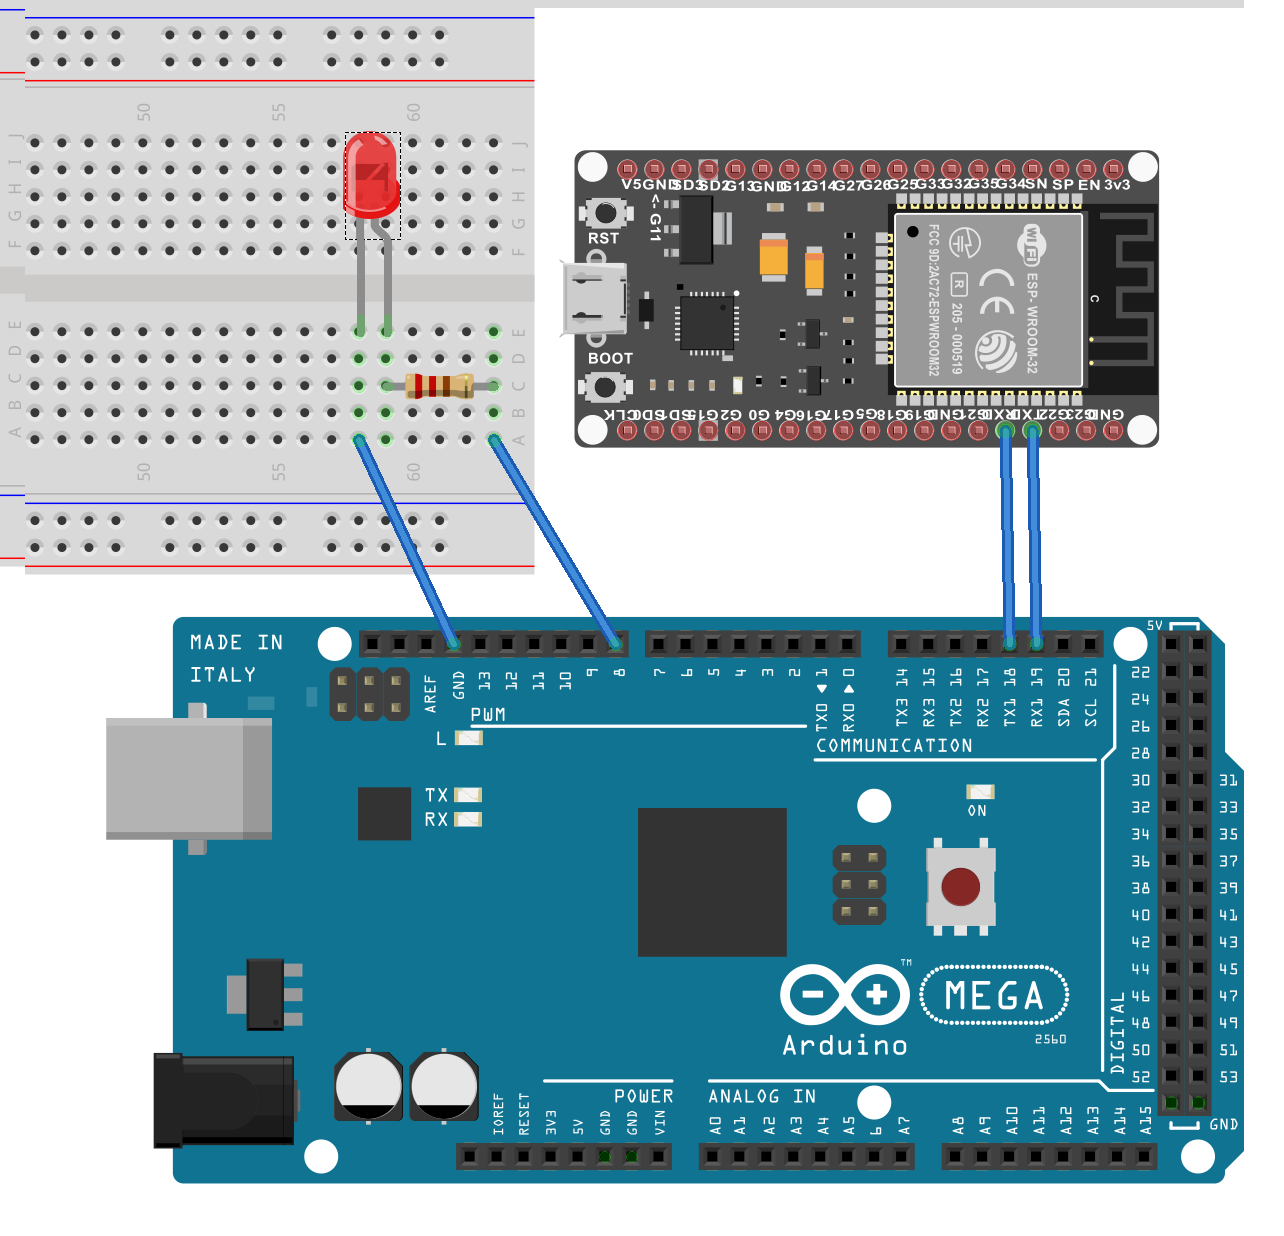 50 55 60
J J
I I
H H
G G
F F
E E
D D
C C
B B
A A
50 55 60
V5 GND SD3 SD2 G13 GND G12 G14 G27 G26 G25 G33 G32 G35 G34 SN SP EN 3v3
<- G11
RST
BOOT
WiFi
ESP-WROOM-32
CE
R
205-000519
FCC 9D:2AC72-ESPWROOM32
C
CLK SD0 SD1 G15 G2 G0 G4 G16 G17 G5 G18 G19 GND G21 RXD TXD G22 G23 GND
MADE IN
ITALY
AREF GND 13 12 11 10 9 8
7 6 5 4 3 2 TX0 1 RX0 0
TX3 14 RX3 15 TX2 16 RX2 17 TX1 18 RX1 19 SDA 20 SCL 21
5V
PWM
COMMUNICATION
L
TX
RX
ON
22
24
26
28
30 31
32 33
34 35
36 37
38 39
40 41
42 43
44 45
46 47
48 49
50 51
52 53
DIGITAL
GND
TM
MEGA
2560
Arduino
POWER
ANALOG IN
IOREF RESET 3V3 5V GND GND VIN
A0 A1 A2 A3 A4 A5 6 A7
A8 A9 A10 A11 A12 A13 A14 A15